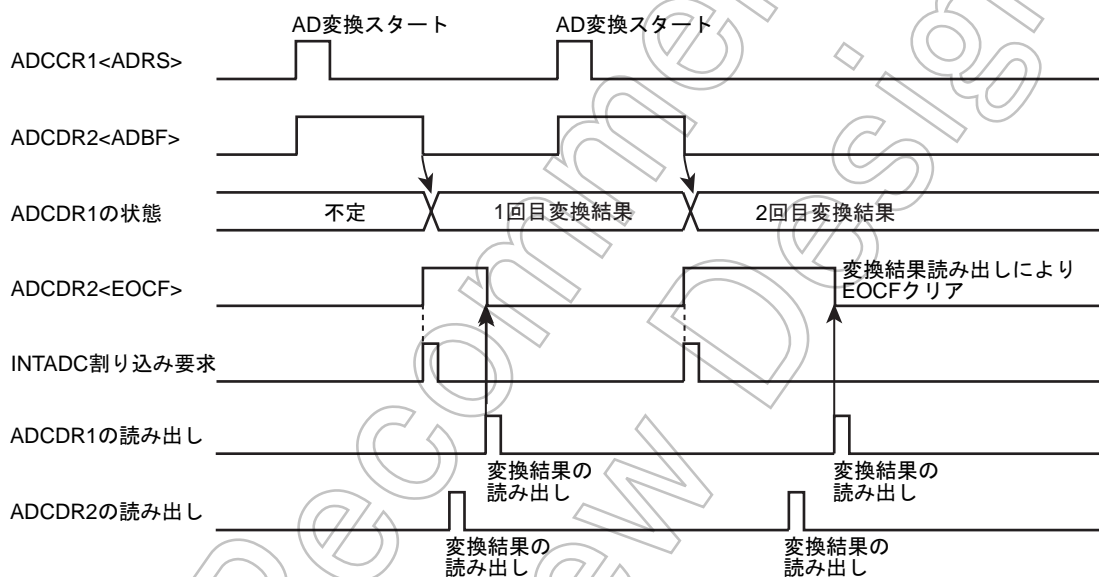 AD変換スタート
AD変換スタート
ADCCR1<ADRS>
ADCDR2<ADBF>
ADCDR1の状態
不定
1回目変換結果
2回目変換結果
ADCDR2<EOCF>
変換結果読み出しにより
EOCFクリア
INTADC割り込み要求
ADCDR1の読み出し
変換結果の
読み出し
変換結果の
読み出し
ADCDR2の読み出し
変換結果の
読み出し
変換結果の
読み出し